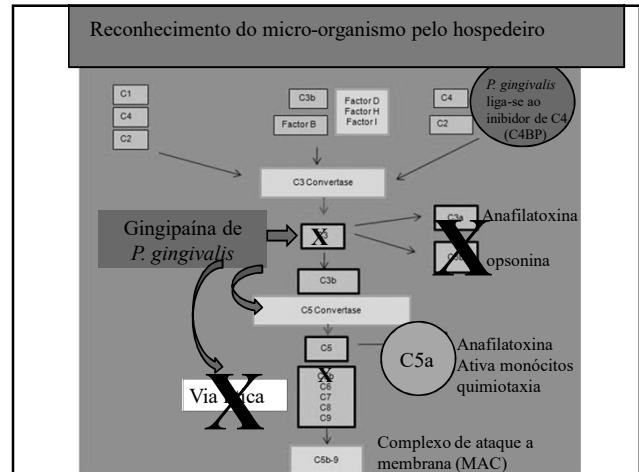 Reconhecimento do micro-organismo pelo hospedeiro
C1
C4
C2
C3b
Factor B
Factor D
Factor H
Factor I
C4
C2
P. gingivalis
liga-se ao
inibidor de C4
(C4BP)
C3 Convertase
Gingipaína de
P. gingivalis
X
C3a
Anafilatoxina
X
opsonina
C3b
C5 Convertase
C5
C5a
Anafilatoxina
Ativa monócitos
quimiotaxia
Via
X
X
C6
C7
C8
C9
C5b-9
Complexo de ataque a
membrana (MAC)